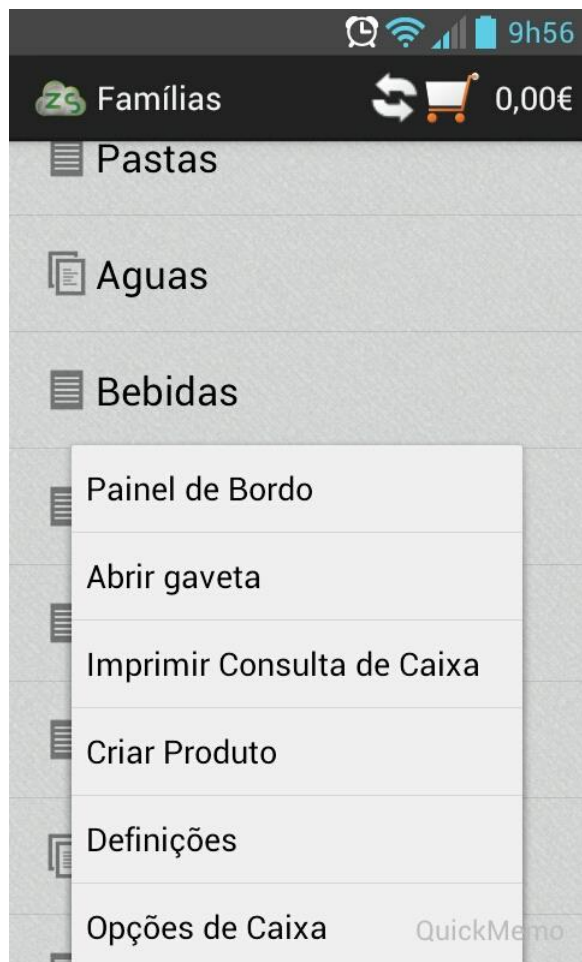 9h56
ZS Famílias 0,00€
Pastas
Aguas
Bebidas
Painel de Bordo
Abrir gaveta
Imprimir Consulta de Caixa
Criar Produto
Definições
Opções de Caixa
QuickMemo